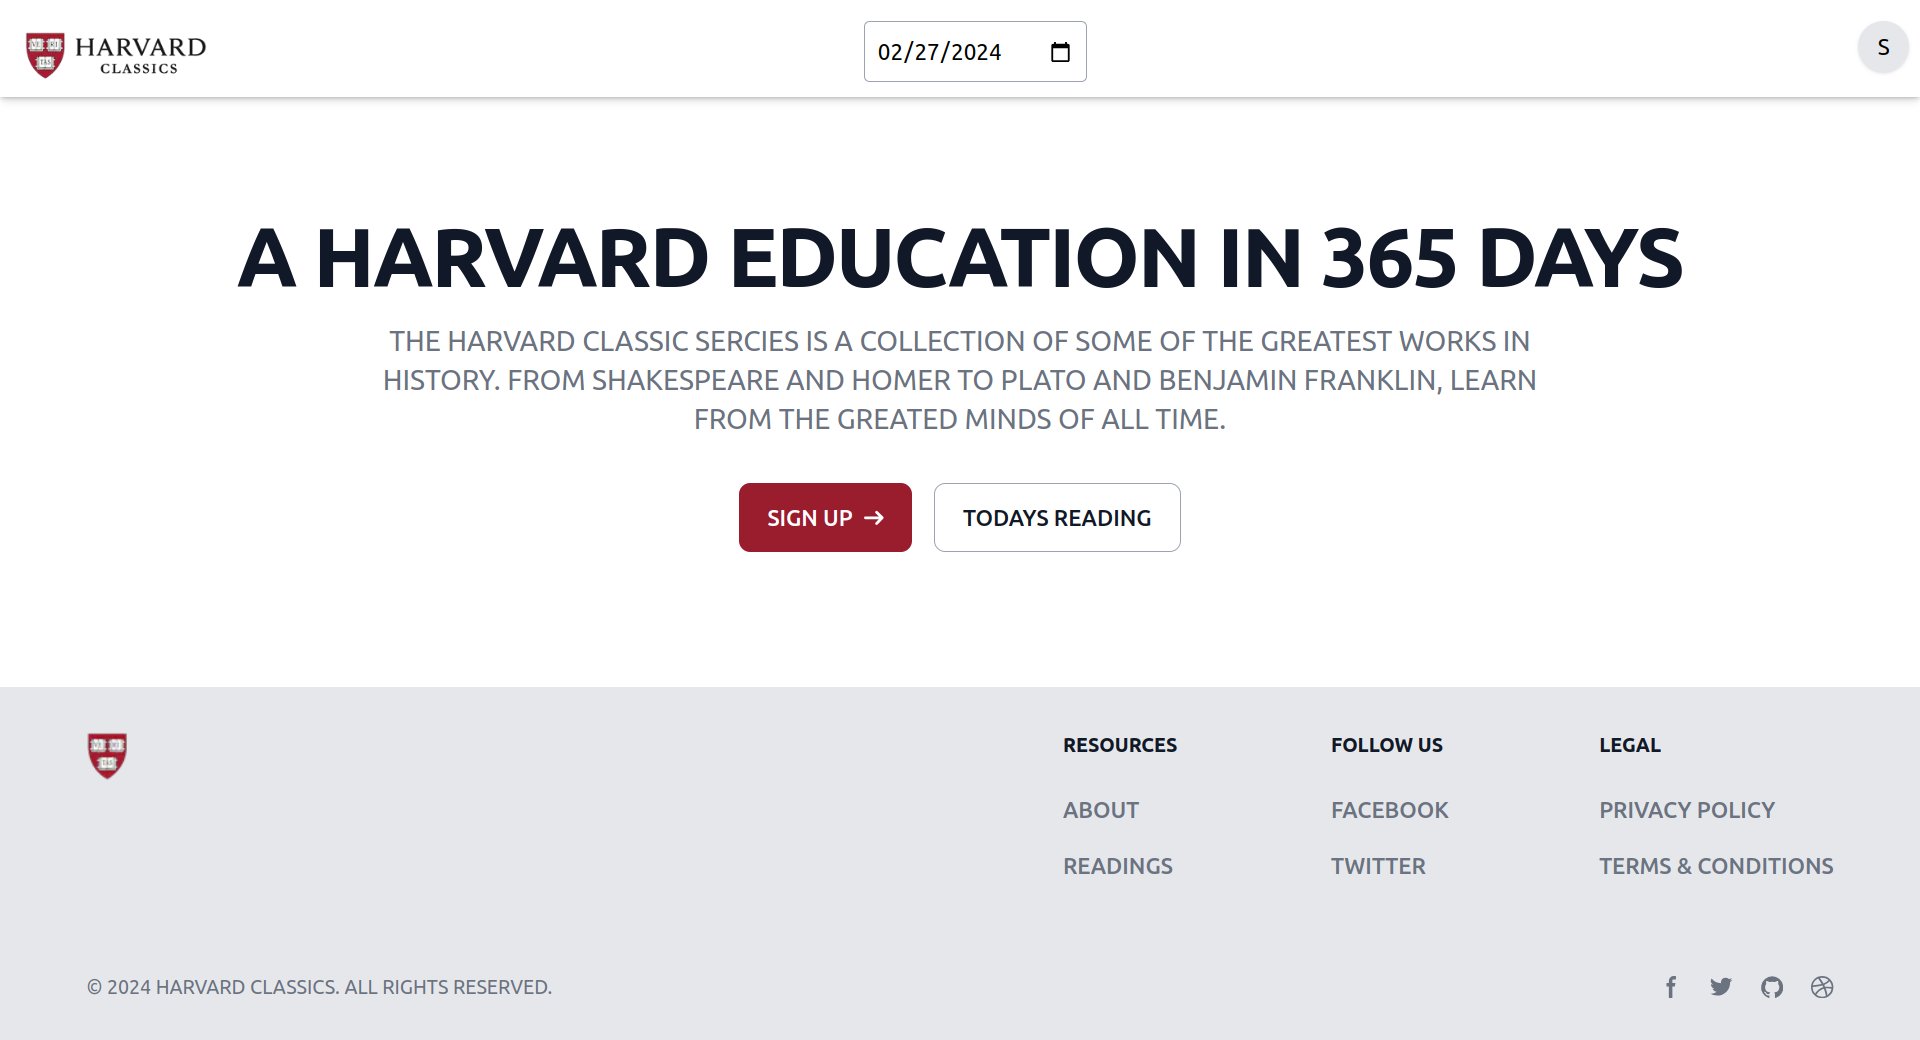 HARVARD
CLASSICS
02/27/2024
S
A HARVARD EDUCATION IN 365 DAYS
THE HARVARD CLASSIC SERCIES IS A COLLECTION OF SOME OF THE GREATEST WORKS IN
HISTORY. FROM SHAKESPEARE AND HOMER TO PLATO AND BENJAMIN FRANKLIN, LEARN
FROM THE GREATED MINDS OF ALL TIME.
SIGN UP →
TODAYS READING
RESOURCES
ABOUT
READINGS
FOLLOW US
FACEBOOK
TWITTER
LEGAL
PRIVACY POLICY
TERMS & CONDITIONS
© 2024 HARVARD CLASSICS. ALL RIGHTS RESERVED.